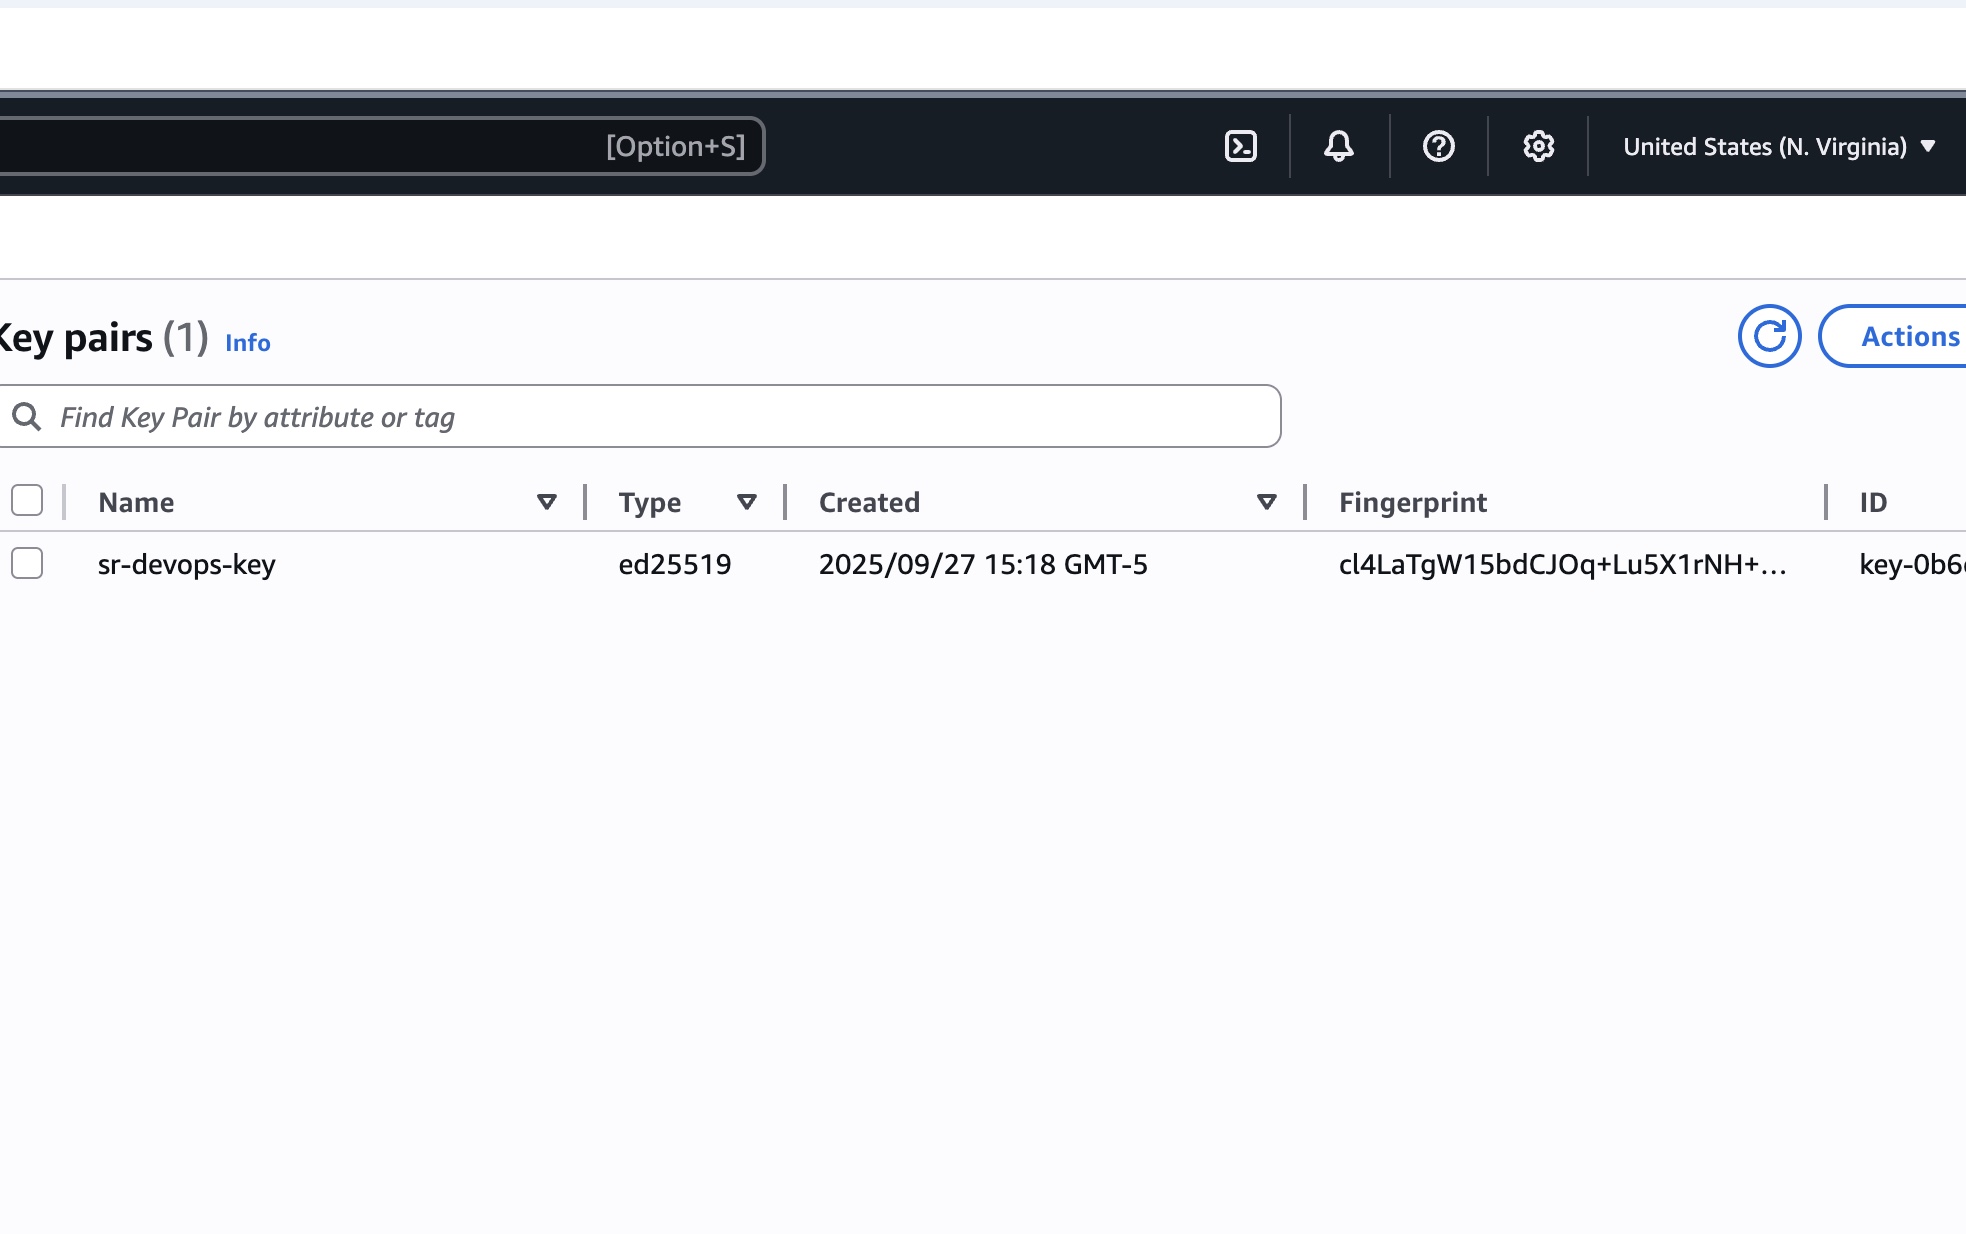 [Option+S] United States (N. Virginia)
Key pairs (1) Info Actions
Find Key Pair by attribute or tag
Name Type Created Fingerprint ID
sr-devops-key ed25519 2025/09/27 15:18 GMT-5 cl4LaTgW15bdCJOq+Lu5X1rNH+... key-0b6